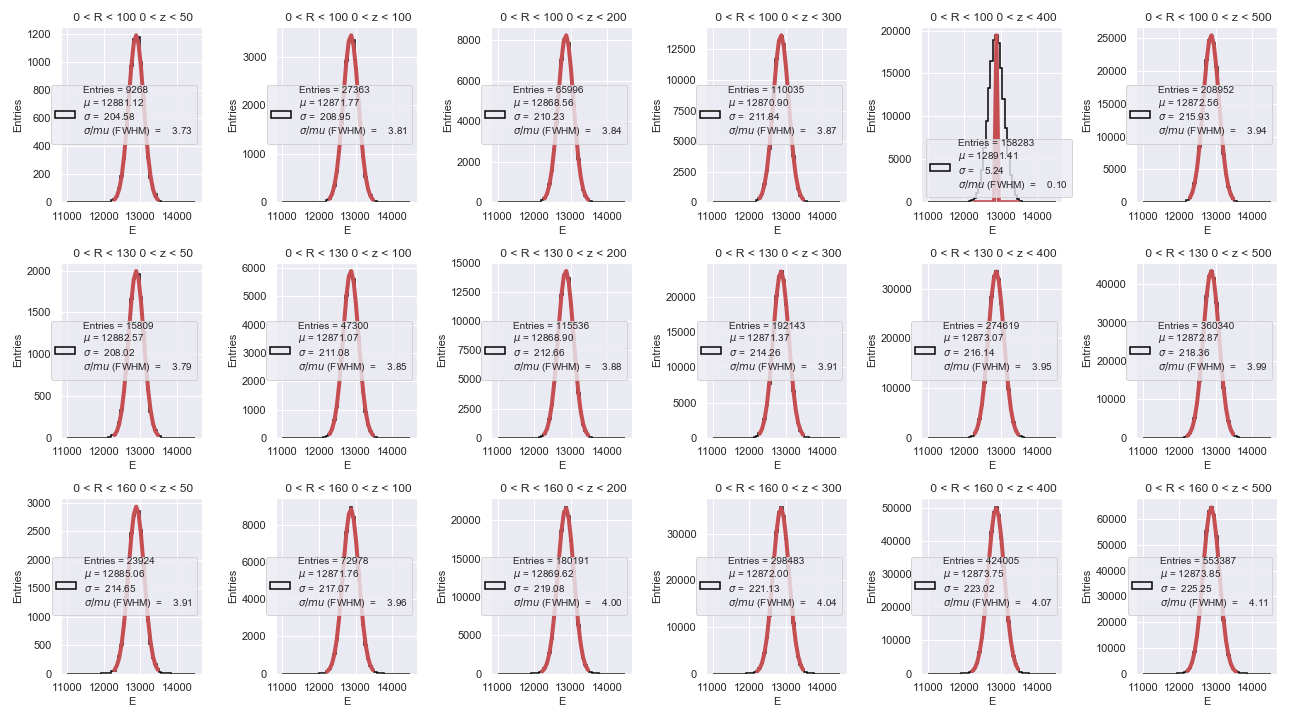 0 < R < 100 0 < z < 50
Entries
1200
1000
800
600
400
200
0
Entries = 9268
μ = 12881.12
σ = 204.58
σ/mu (FWHM) = 3.73
11000 12000 13000 14000
E
0 < R < 100 0 < z < 100
Entries
3000
2000
1000
0
Entries = 27363
μ = 12871.77
σ = 208.95
σ/mu (FWHM) = 3.81
11000 12000 13000 14000
E
0 < R < 100 0 < z < 200
Entries
8000
6000
4000
2000
0
Entries = 65996
μ = 12868.56
σ = 210.23
σ/mu (FWHM) = 3.84
11000 12000 13000 14000
E
0 < R < 100 0 < z < 300
Entries
12500
10000
7500
5000
2500
0
Entries = 110035
μ = 12870.90
σ = 211.84
σ/mu (FWHM) = 3.87
11000 12000 13000 14000
E
0 < R < 100 0 < z < 400
Entries
20000
15000
10000
5000
0
Entries = 158283
μ = 12891.41
σ = 5.24
σ/mu (FWHM) = 0.10
11000 12000 13000 14000
E
0 < R < 100 0 < z < 500
Entries
25000
20000
15000
10000
5000
0
Entries = 208952
μ = 12872.56
σ = 215.93
σ/mu (FWHM) = 3.94
11000 12000 13000 14000
E
0 < R < 130 0 < z < 50
Entries
2000
1500
1000
500
0
Entries = 15809
μ = 12882.57
σ = 208.02
σ/mu (FWHM) = 3.79
11000 12000 13000 14000
E
0 < R < 130 0 < z < 100
Entries
6000
5000
4000
3000
2000
1000
0
Entries = 47300
μ = 12871.07
σ = 211.08
σ/mu (FWHM) = 3.85
11000 12000 13000 14000
E
0 < R < 130 0 < z < 200
Entries
15000
12500
10000
7500
5000
2500
0
Entries = 115536
μ = 12868.90
σ = 212.66
σ/mu (FWHM) = 3.88
11000 12000 13000 14000
E
0 < R < 130 0 < z < 300
Entries
20000
15000
10000
5000
0
Entries = 192143
μ = 12871.37
σ = 214.26
σ/mu (FWHM) = 3.91
11000 12000 13000 14000
E
0 < R < 130 0 < z < 400
Entries
30000
20000
10000
0
Entries = 274619
μ = 12873.07
σ = 216.14
σ/mu (FWHM) = 3.95
11000 12000 13000 14000
E
0 < R < 130 0 < z < 500
Entries
40000
30000
20000
10000
0
Entries = 360340
μ = 12872.87
σ = 218.36
σ/mu (FWHM) = 3.99
11000 12000 13000 14000
E
0 < R < 160 0 < z < 50
Entries
3000
2500
2000
1500
1000
500
0
Entries = 23924
μ = 12885.06
σ = 214.65
σ/mu (FWHM) = 3.91
11000 12000 13000 14000
E
0 < R < 160 0 < z < 100
Entries
8000
6000
4000
2000
0
Entries = 72978
μ = 12871.76
σ = 217.07
σ/mu (FWHM) = 3.96
11000 12000 13000 14000
E
0 < R < 160 0 < z < 200
Entries
20000
15000
10000
5000
0
Entries = 180191
μ = 12869.62
σ = 219.08
σ/mu (FWHM) = 4.00
11000 12000 13000 14000
E
0 < R < 160 0 < z < 300
Entries
30000
20000
10000
0
Entries = 298483
μ = 12872.00
σ = 221.13
σ/mu (FWHM) = 4.04
11000 12000 13000 14000
E
0 < R < 160 0 < z < 400
Entries
50000
40000
30000
20000
10000
0
Entries = 424005
μ = 12873.75
σ = 223.02
σ/mu (FWHM) = 4.07
11000 12000 13000 14000
E
0 < R < 160 0 < z < 500
Entries
60000
50000
40000
30000
20000
10000
0
Entries = 553387
μ = 12873.85
σ = 225.25
σ/mu (FWHM) = 4.11
11000 12000 13000 14000
E